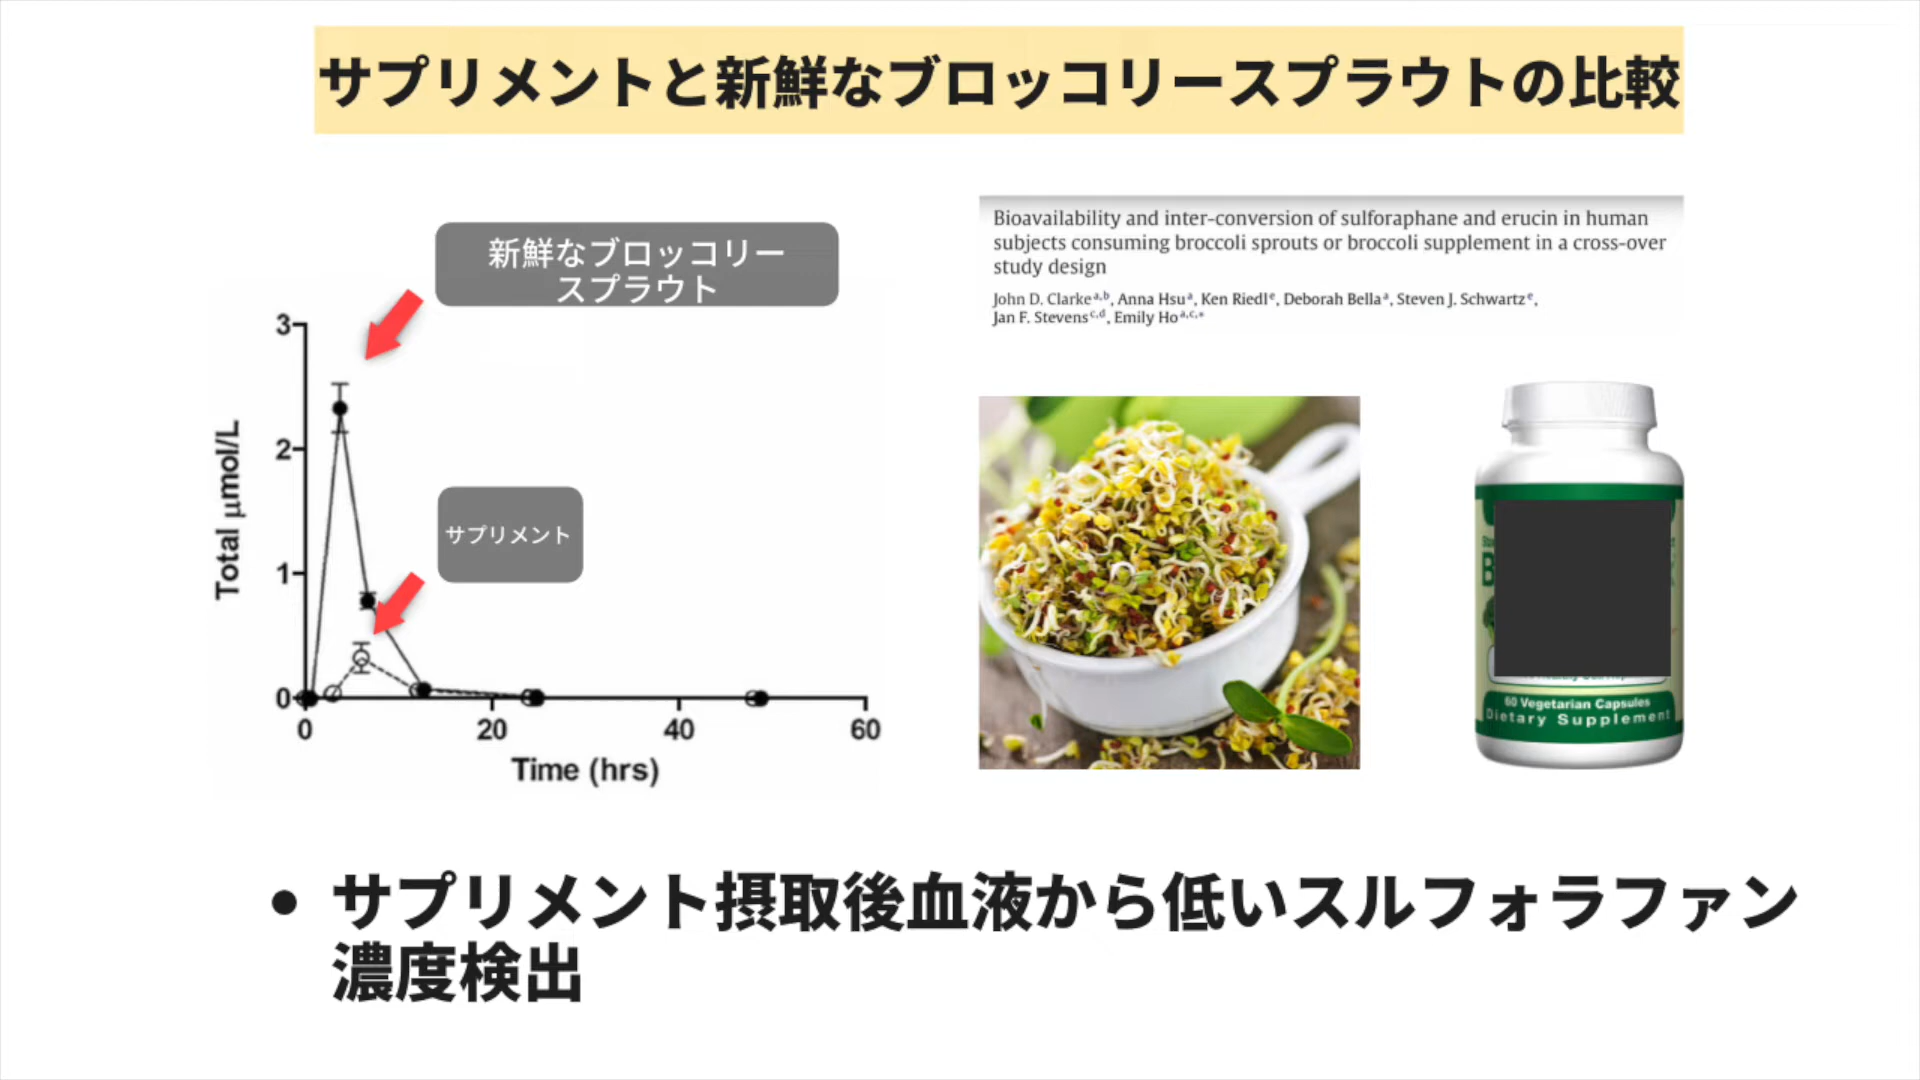 サプリメントと新鮮なブロッコリースプラウトの比較
新鮮なブロッコリー
スプラウト
サプリメント
3
2
1
0
Total μmol/L
0 20 40 60
Time (hrs)
Bioavailability and inter-conversion of sulforaphane and erucin in human
subjects consuming broccoli sprouts or broccoli supplement in a cross-over
study design
John D. Clarke a,b, Anna Hsu a, Ken Riedl e, Deborah Bella a, Steven J. Schwartz e,
Jan F. Stevens c,d, Emily Ho a,c,*
60 Vegetarian Capsules
Dietary Supplement
• サプリメント摂取後血液から低いスルフォラファン
濃度検出